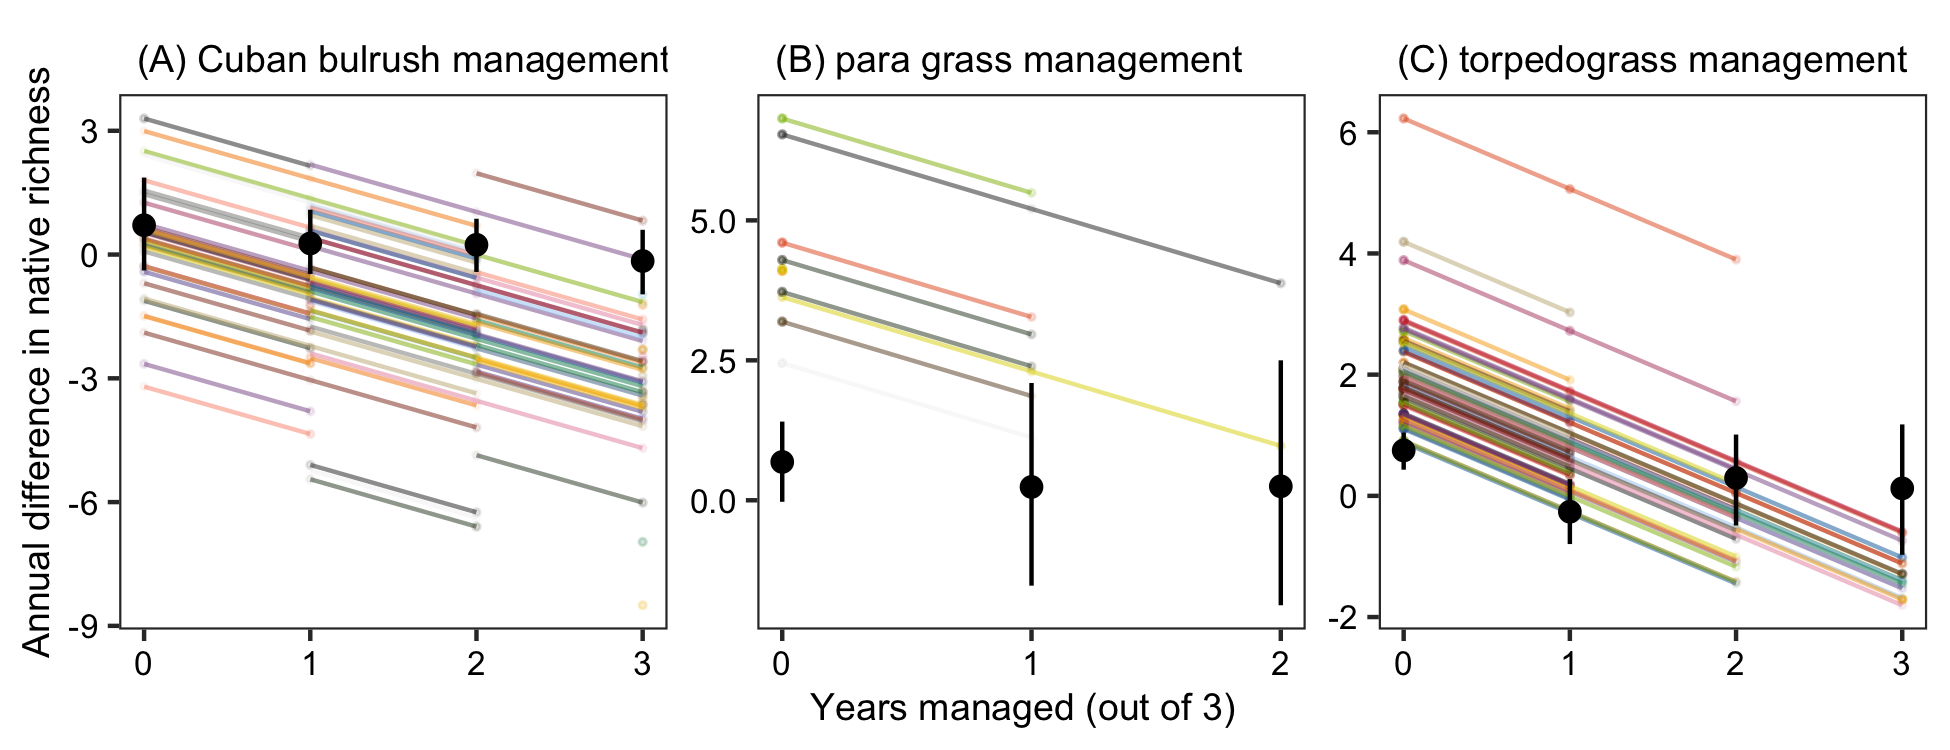 (A) Cuban bulrush management
(B) para grass management
(C) torpedograss management
Annual difference in native richness
3
0
-3
-6
-9
0 1 2 3
5.0
2.5
0.0
0 1 2
6
4
2
0
-2
0 1 2 3
Years managed (out of 3)